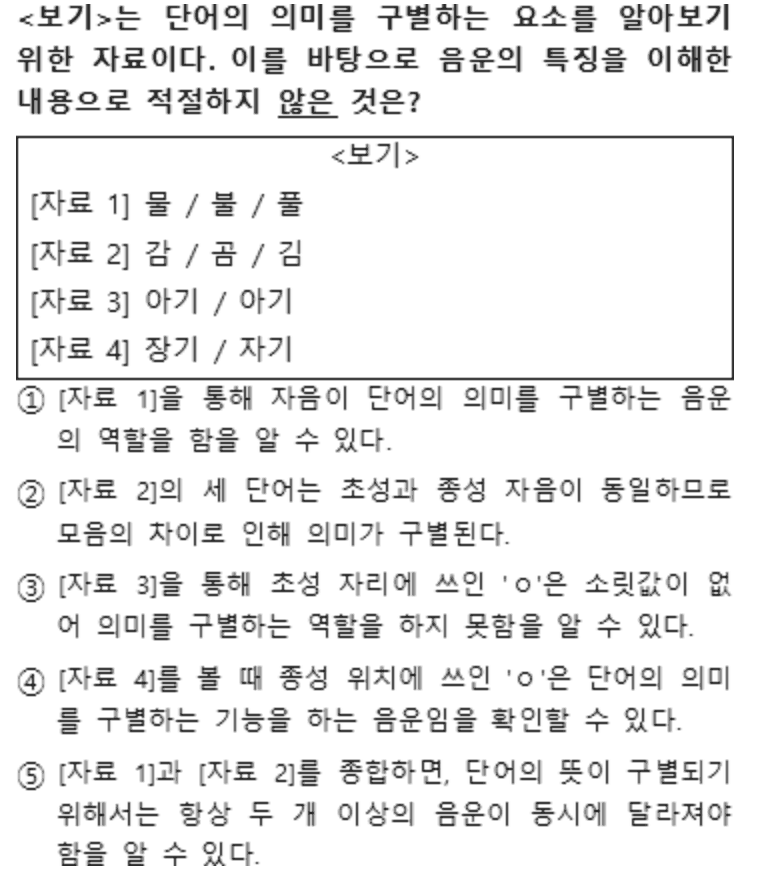 <보기>는 단어의 의미를 구별하는 요소를 알아보기
위한 자료이다. 이를 바탕으로 음운의 특징을 이해한
내용으로 적절하지 않은 것은?
<보기>
[자료 1] 물 / 불 / 풀
[자료 2] 감 / 곰 / 김
[자료 3] 아기 / 아기
[자료 4] 장기 / 자기
① [자료 1]을 통해 자음이 단어의 의미를 구별하는 음운
의 역할을 함을 알 수 있다.
② [자료 2]의 세 단어는 초성과 종성 자음이 동일하므로
모음의 차이로 인해 의미가 구별된다.
③ [자료 3]을 통해 초성 자리에 쓰인 'ㅇ'은 소릿값이 없
어 의미를 구별하는 역할을 하지 못함을 알 수 있다.
④ [자료 4]를 볼 때 종성 위치에 쓰인 'ㅇ'은 단어의 의미
를 구별하는 기능을 하는 음운임을 확인할 수 있다.
⑤ [자료 1]과 [자료 2]를 종합하면, 단어의 뜻이 구별되기
위해서는 항상 두 개 이상의 음운이 동시에 달라져야
함을 알 수 있다.